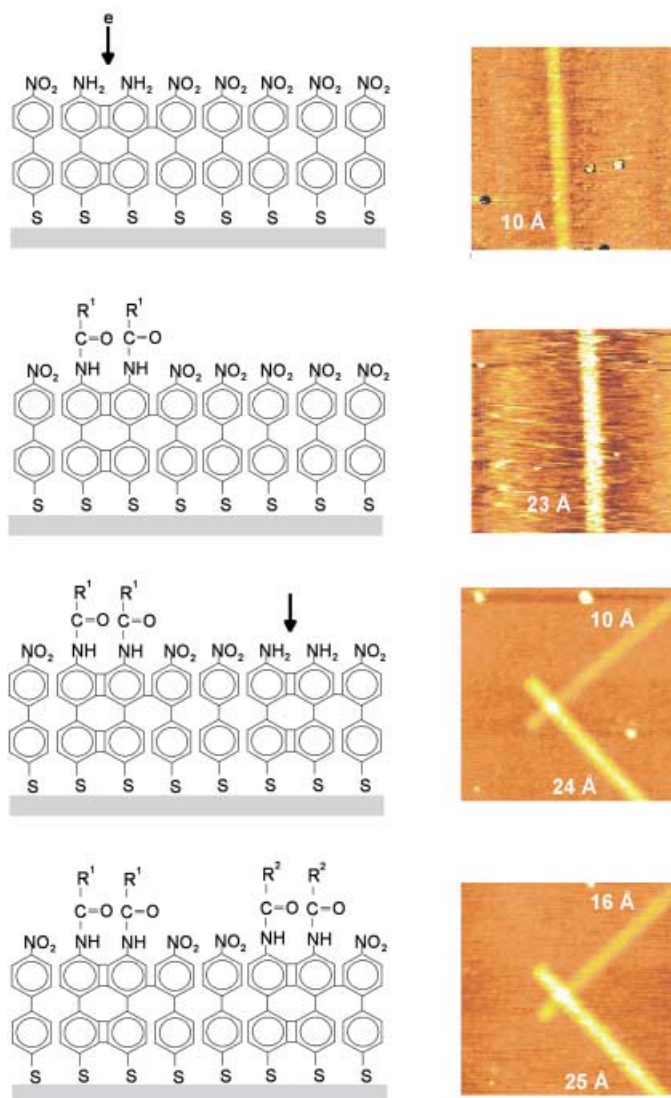 e
NO₂ NH₂ NH₂ NO₂ NO₂ NO₂ NO₂ NO₂
S S S S S S S S
10 Å
R¹ R¹
C=O C=O
NO₂ NH NH NO₂ NO₂ NO₂ NO₂ NO₂
S S S S S S S S
23 Å
R¹ R¹
C=O C=O
NO₂ NH NH NO₂ NO₂ NH₂ NH₂ NO₂
S S S S S S S S
10 Å
24 Å
R¹ R¹ R² R²
C=O C=O C=O C=O
NO₂ NH NH NO₂ NO₂ NH NH NO₂
S S S S S S S S
16 Å
25 Å